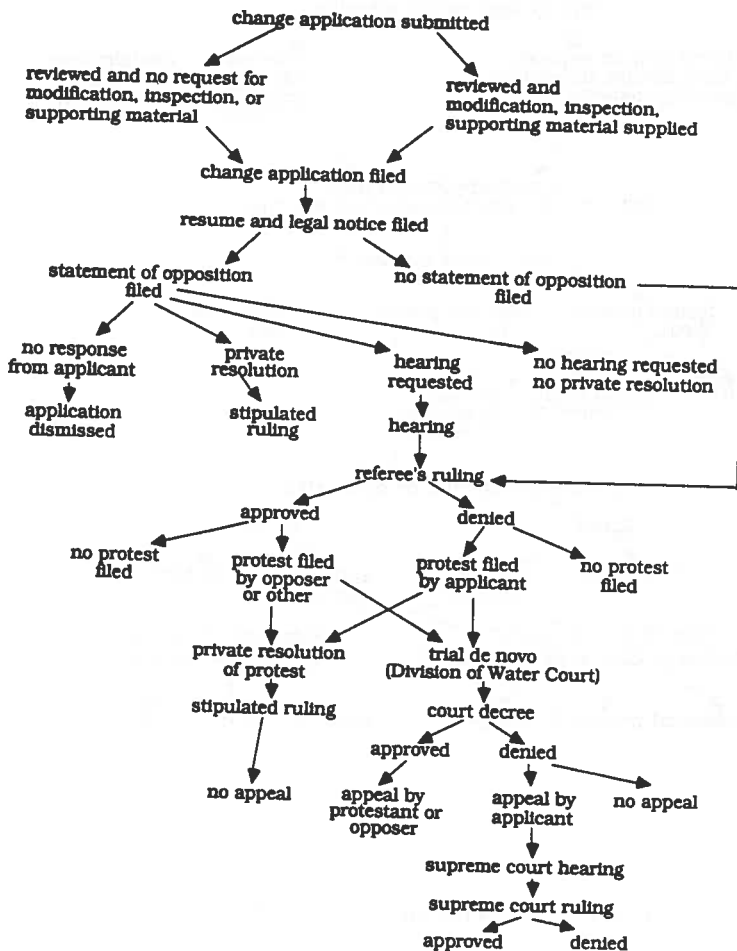 change application submitted
reviewed and no request for
modification, inspection, or
supporting material
reviewed and
modification, inspection,
supporting material supplied
change application filed
resume and legal notice filed
statement of opposition
filed
no statement of opposition
filed
no response
from applicant
private
resolution
hearing
requested
no hearing requested
no private resolution
application
dismissed
stipulated
ruling
hearing
referee's ruling
approved
denied
no protest
filed
protest filed
by opposer
or other
protest filed
by applicant
no protest
filed
private resolution
of protest
trial de novo
(Division of Water Court)
stipulated ruling
court decree
approved
denied
no appeal
appeal by
protestant or
opposer
appeal by
applicant
no appeal
supreme court hearing
supreme court ruling
approved
denied